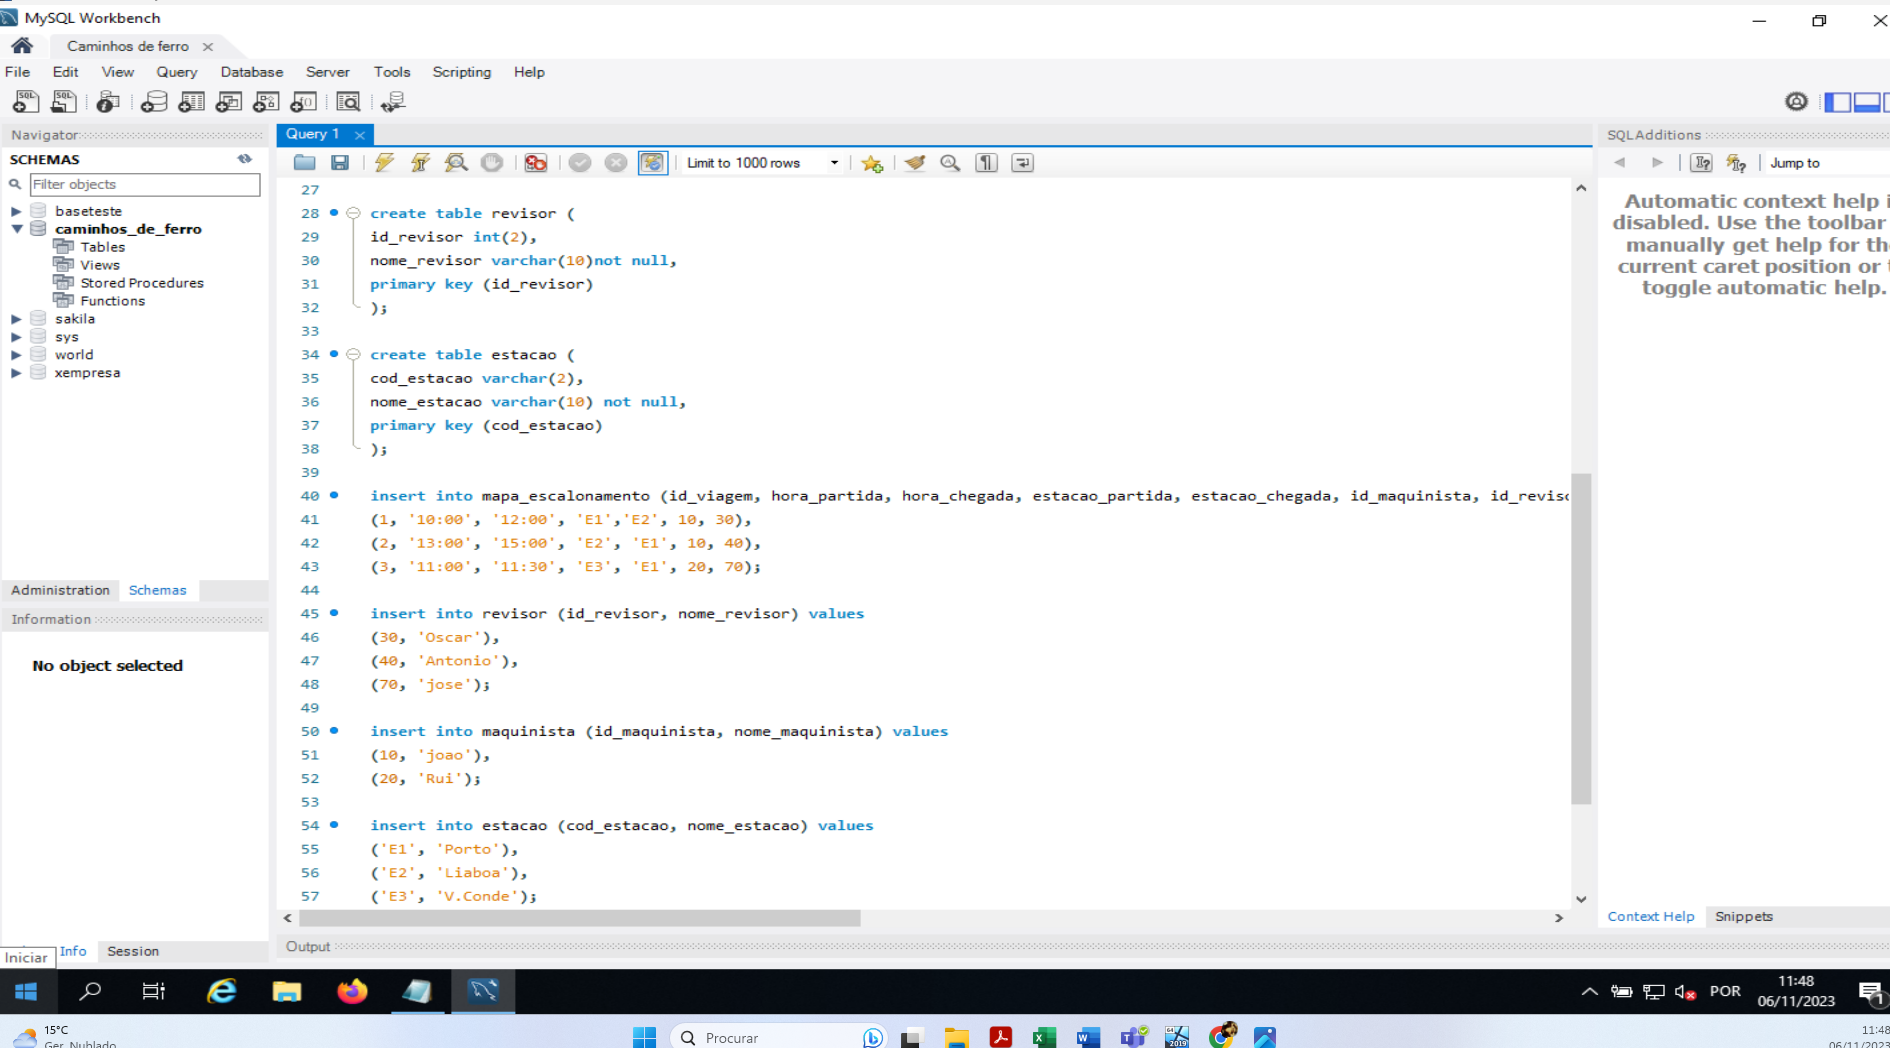 MySQL Workbench
Caminhos de ferro
File Edit View Query Database Server Tools Scripting Help
Navigator
SCHEMAS
Filter objects
baseteste
caminhos_de_ferro
Tables
Views
Stored Procedures
Functions
sakila
sys
world
xempresa
Administration Schemas
Information
No object selected
Info Session
Iniciar
Query 1
Limit to 1000 rows
27
28 create table revisor (
29 id_revisor int(2),
30 nome_revisor varchar(10)not null,
31 primary key (id_revisor)
32 );
33
34 create table estacao (
35 cod_estacao varchar(2),
36 nome_estacao varchar(10) not null,
37 primary key (cod_estacao)
38 );
39
40 insert into mapa_escalonamento (id_viagem, hora_partida, hora_chegada, estacao_partida, estacao_chegada, id_maquinista, id_reviso
41 (1, '10:00', '12:00', 'E1','E2', 10, 30),
42 (2, '13:00', '15:00', 'E2', 'E1', 10, 40),
43 (3, '11:00', '11:30', 'E3', 'E1', 20, 70);
44
45 insert into revisor (id_revisor, nome_revisor) values
46 (30, 'Oscar'),
47 (40, 'Antonio'),
48 (70, 'jose');
49
50 insert into maquinista (id_maquinista, nome_maquinista) values
51 (10, 'joao'),
52 (20, 'Rui');
53
54 insert into estacao (cod_estacao, nome_estacao) values
55 ('E1', 'Porto'),
56 ('E2', 'Liaboa'),
57 ('E3', 'V.Conde');
Output
SQLAdditions
Jump to
Automatic context help i
disabled. Use the toolbar
manually get help for the
current caret position or t
toggle automatic help.
Context Help Snippets
POR
11:48
06/11/2023
1
15°C
Ger. Nublado
Procurar
11:48
06/11/2023